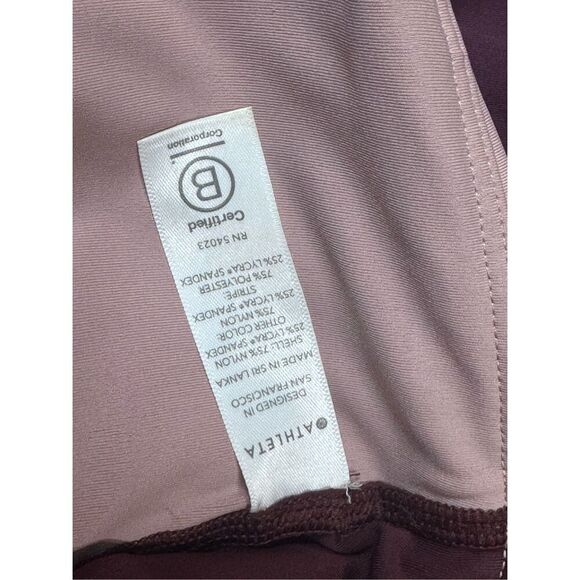 ATHLETA
DESIGNED IN
SAN FRANCISCO
MADE IN SRI LANKA
SHELL: 75% NYLON
25% LYCRA® SPANDEX
OTHER COLOR:
75% NYLON
25% LYCRA® SPANDEX
STRIPE:
75% POLYESTER
25% LYCRA® SPANDEX
RN 54023
Certified
B
Corporation